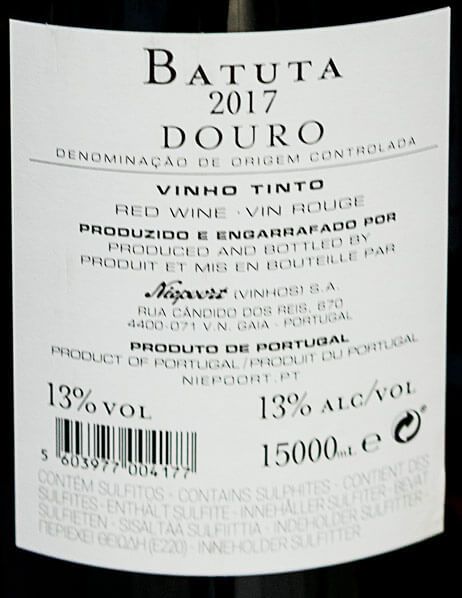 BATUTA
2017
DOURO
DENOMINAÇÃO DE ORIGEM CONTROLADA
VINHO TINTO
RED WINE · VIN ROUGE
PRODUZIDO E ENGARRAFADO POR
PRODUCED AND BOTTLED BY
PRODUIT ET MIS EN BOUTEILLE PAR
Niepoort (VINHOS) S.A.
RUA CÂNDIDO DOS REIS, 670
4400-071 V.N. GAIA - PORTUGAL
PRODUTO DE PORTUGAL
PRODUCT OF PORTUGAL/PRODUIT DU PORTUGAL
NIEPOORT.PT
13% VOL
13% ALC/VOL
5 603977 004177
15000mL e
CONTÉM SULFITOS - CONTAINS SULPHITES - CONTIENT DES
SULFITES - ENTHÄLT SULFITE - INNEHÅLLER SULFITER - BEVAT
SULFIETEN - SISÄLTÄÄ SULFIITTIA - INDEHOLDER SULFITTER -
ΠΕΡΙΕΧΕΙ ΘΕΙΩΔΗ (E220) - INNEHOLDER SULFITTER